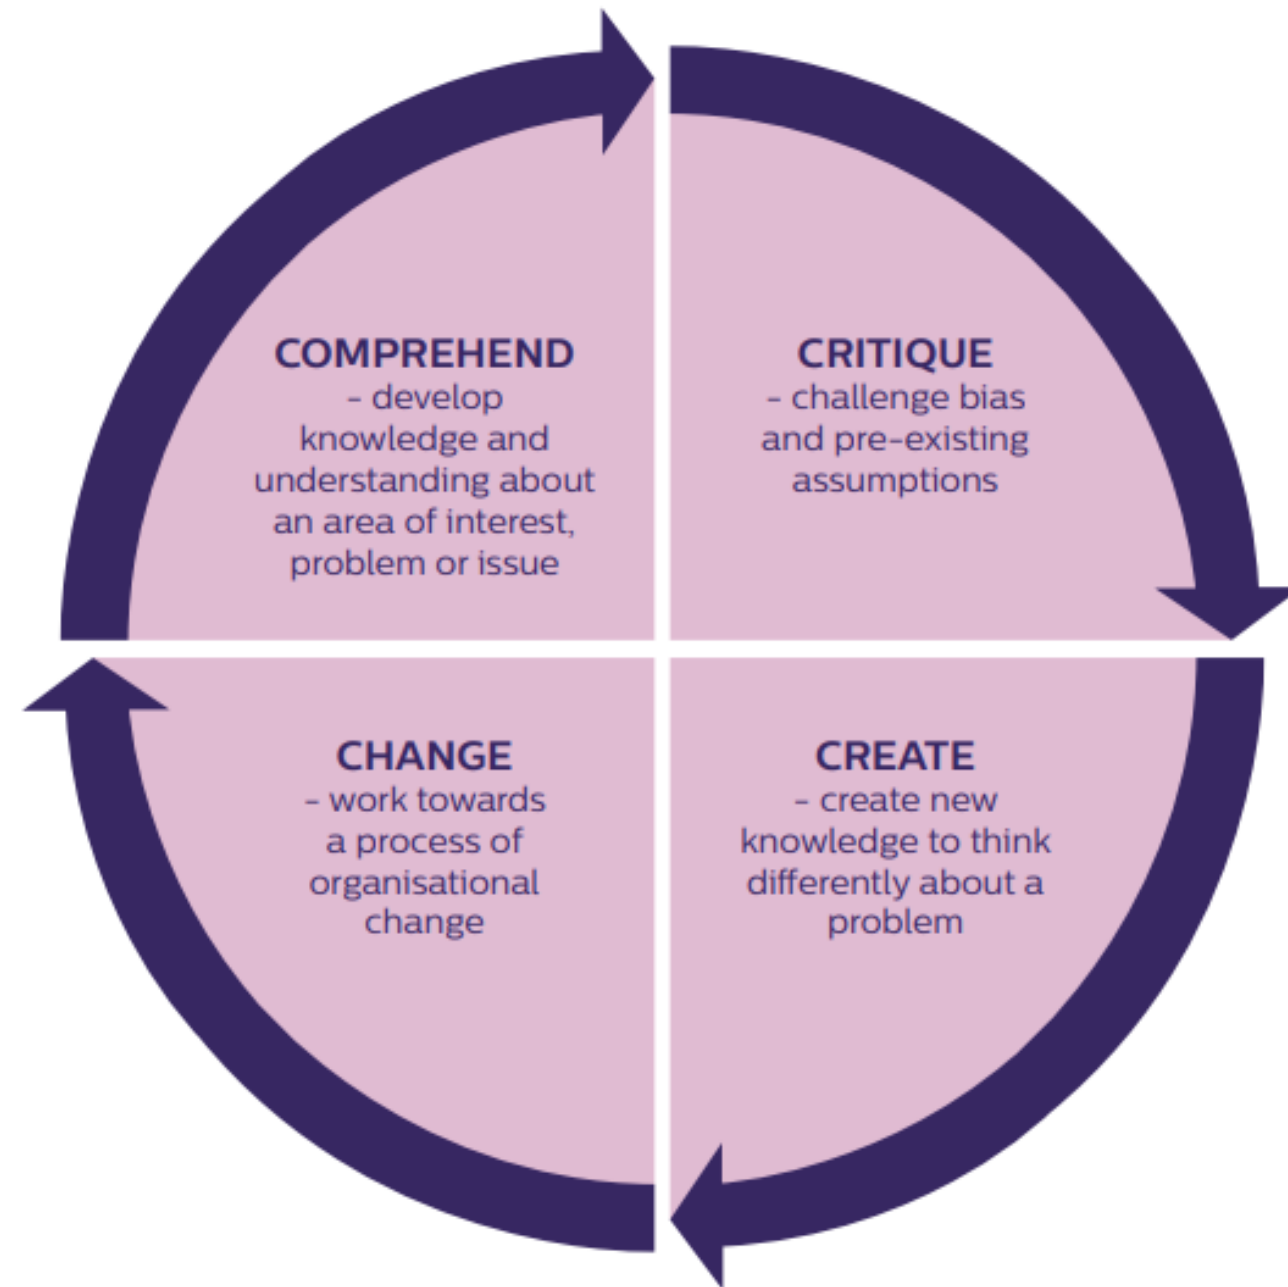 COMPREHEND
- develop
knowledge and
understanding about
an area of interest,
problem or issue
CRITIQUE
- challenge bias
and pre-existing
assumptions
CHANGE
- work towards
a process of
organisational
change
CREATE
- create new
knowledge to think
differently about a
problem